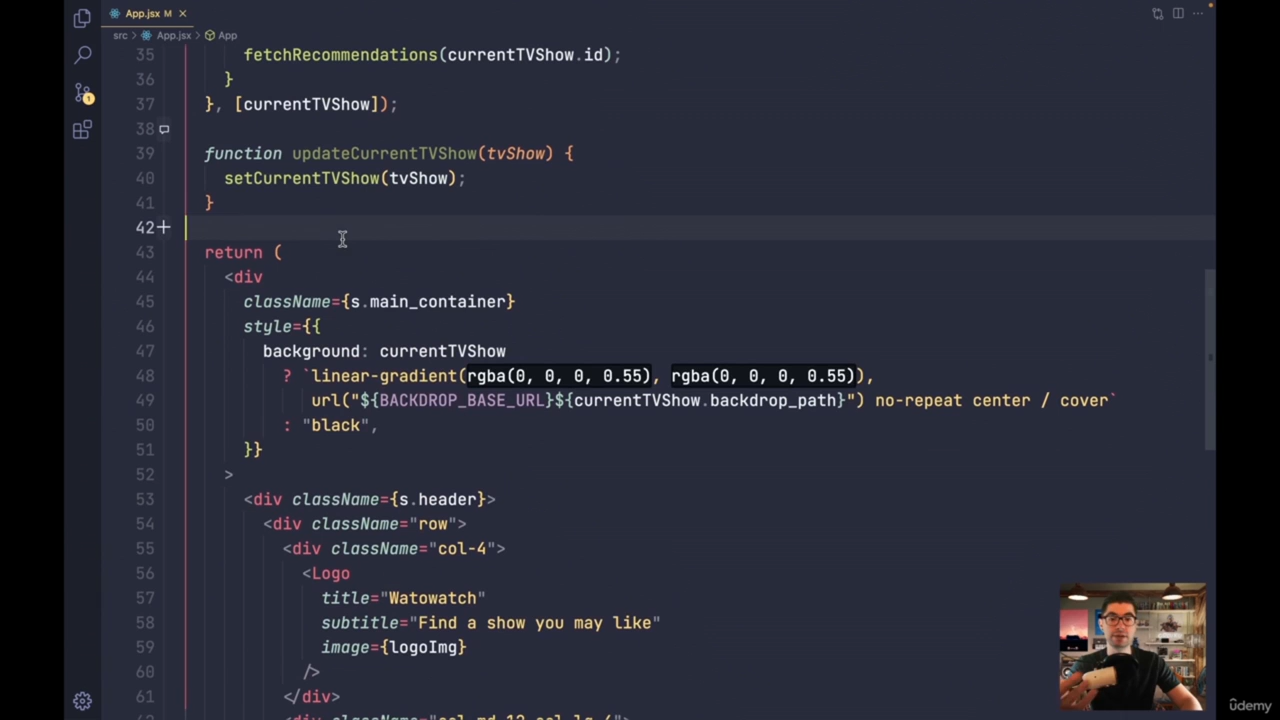 App.jsx M
src > App.jsx > App
35 fetchRecommendations(currentTVShow.id);
36 }
37 }, [currentTVShow]);
38
39 function updateCurrentTVShow(tvShow) {
40 setCurrentTVShow(tvShow);
41 }
42
43 return (
44 <div
45 className={s.main_container}
46 style={{
47 background: currentTVShow
48 ? `linear-gradient(rgba(0, 0, 0, 0.55), rgba(0, 0, 0, 0.55)),
49 url("${BACKDROP_BASE_URL}${currentTVShow.backdrop_path}") no-repeat center / cover`
50 : "black",
51 }}
52 >
53 <div className={s.header}>
54 <div className="row">
55 <div className="col-4">
56 <Logo
57 title="Watowatch"
58 subtitle="Find a show you may like"
59 image={logoImg}
60 />
61 </div>
1
udemy